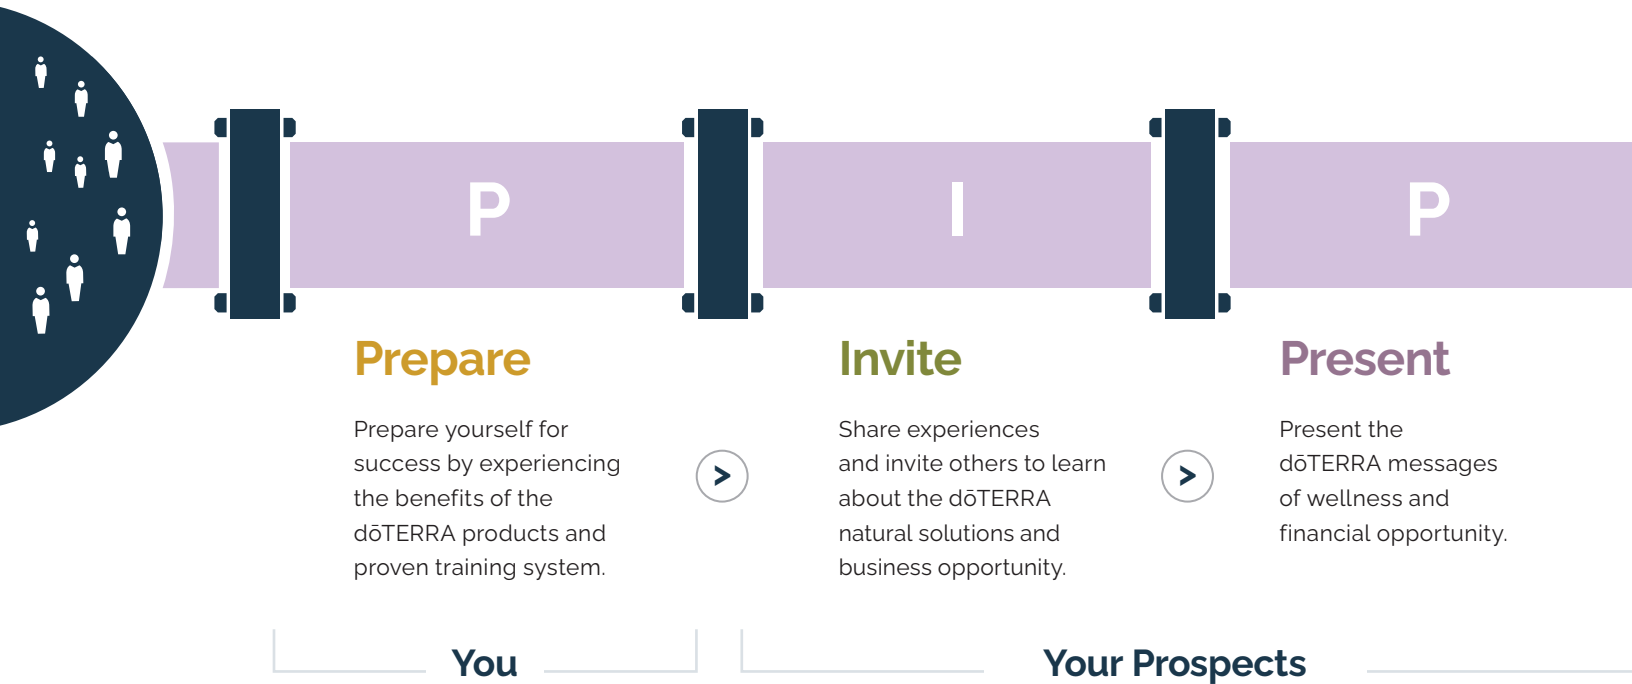 P
I
P
Prepare
Prepare yourself for
success by experiencing
the benefits of the
dōTERRA products and
proven training system.
>
Invite
Share experiences
and invite others to learn
about the dōTERRA
natural solutions and
business opportunity.
>
Present
Present the
dōTERRA messages
of wellness and
financial opportunity.
You
Your Prospects